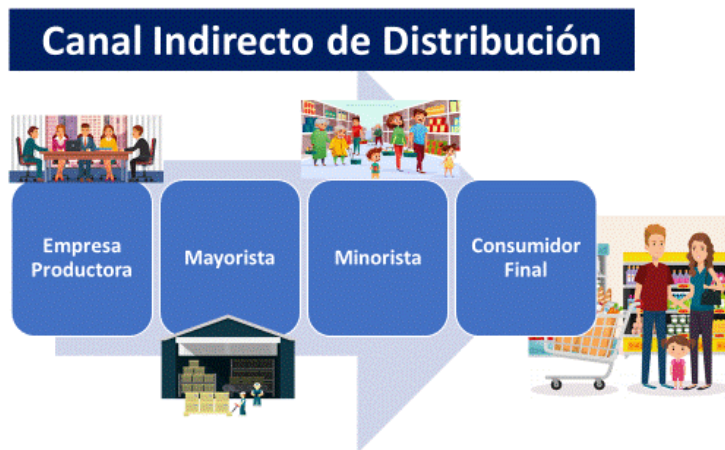 Canal Indirecto de Distribución
Empresa
Productora
Mayorista
Minorista
Consumidor
Final